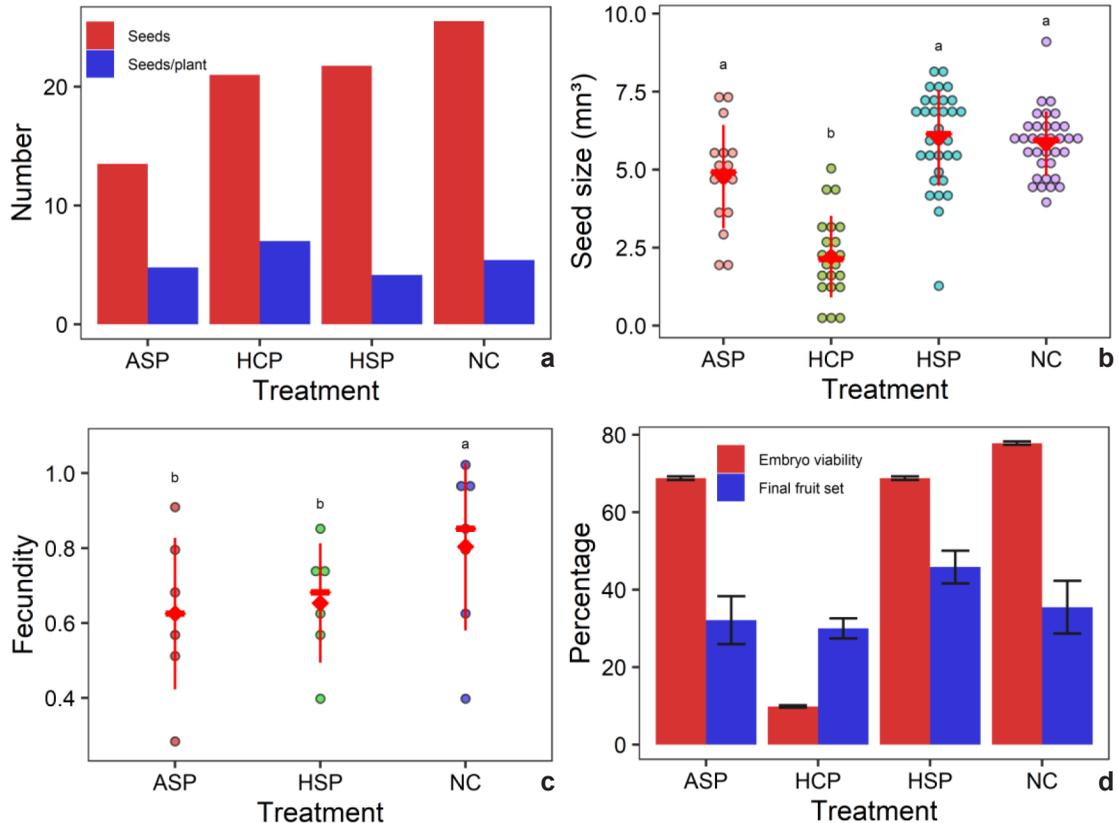 Number
20
10
0
Seeds
Seeds/plant
ASP HCP HSP NC
Treatment
a
Seed size (mn³)
10.0
7.5
5.0
2.5
0.0
a
b
a
a
ASP HCP HSP NC
Treatment
b
Fecundity
1.0
0.8
0.6
0.4
b
b
a
ASP HSP NC
Treatment
c
Percentage
80
60
40
20
0
Embryo viability
Final fruit set
ASP HCP HSP NC
Treatment
d